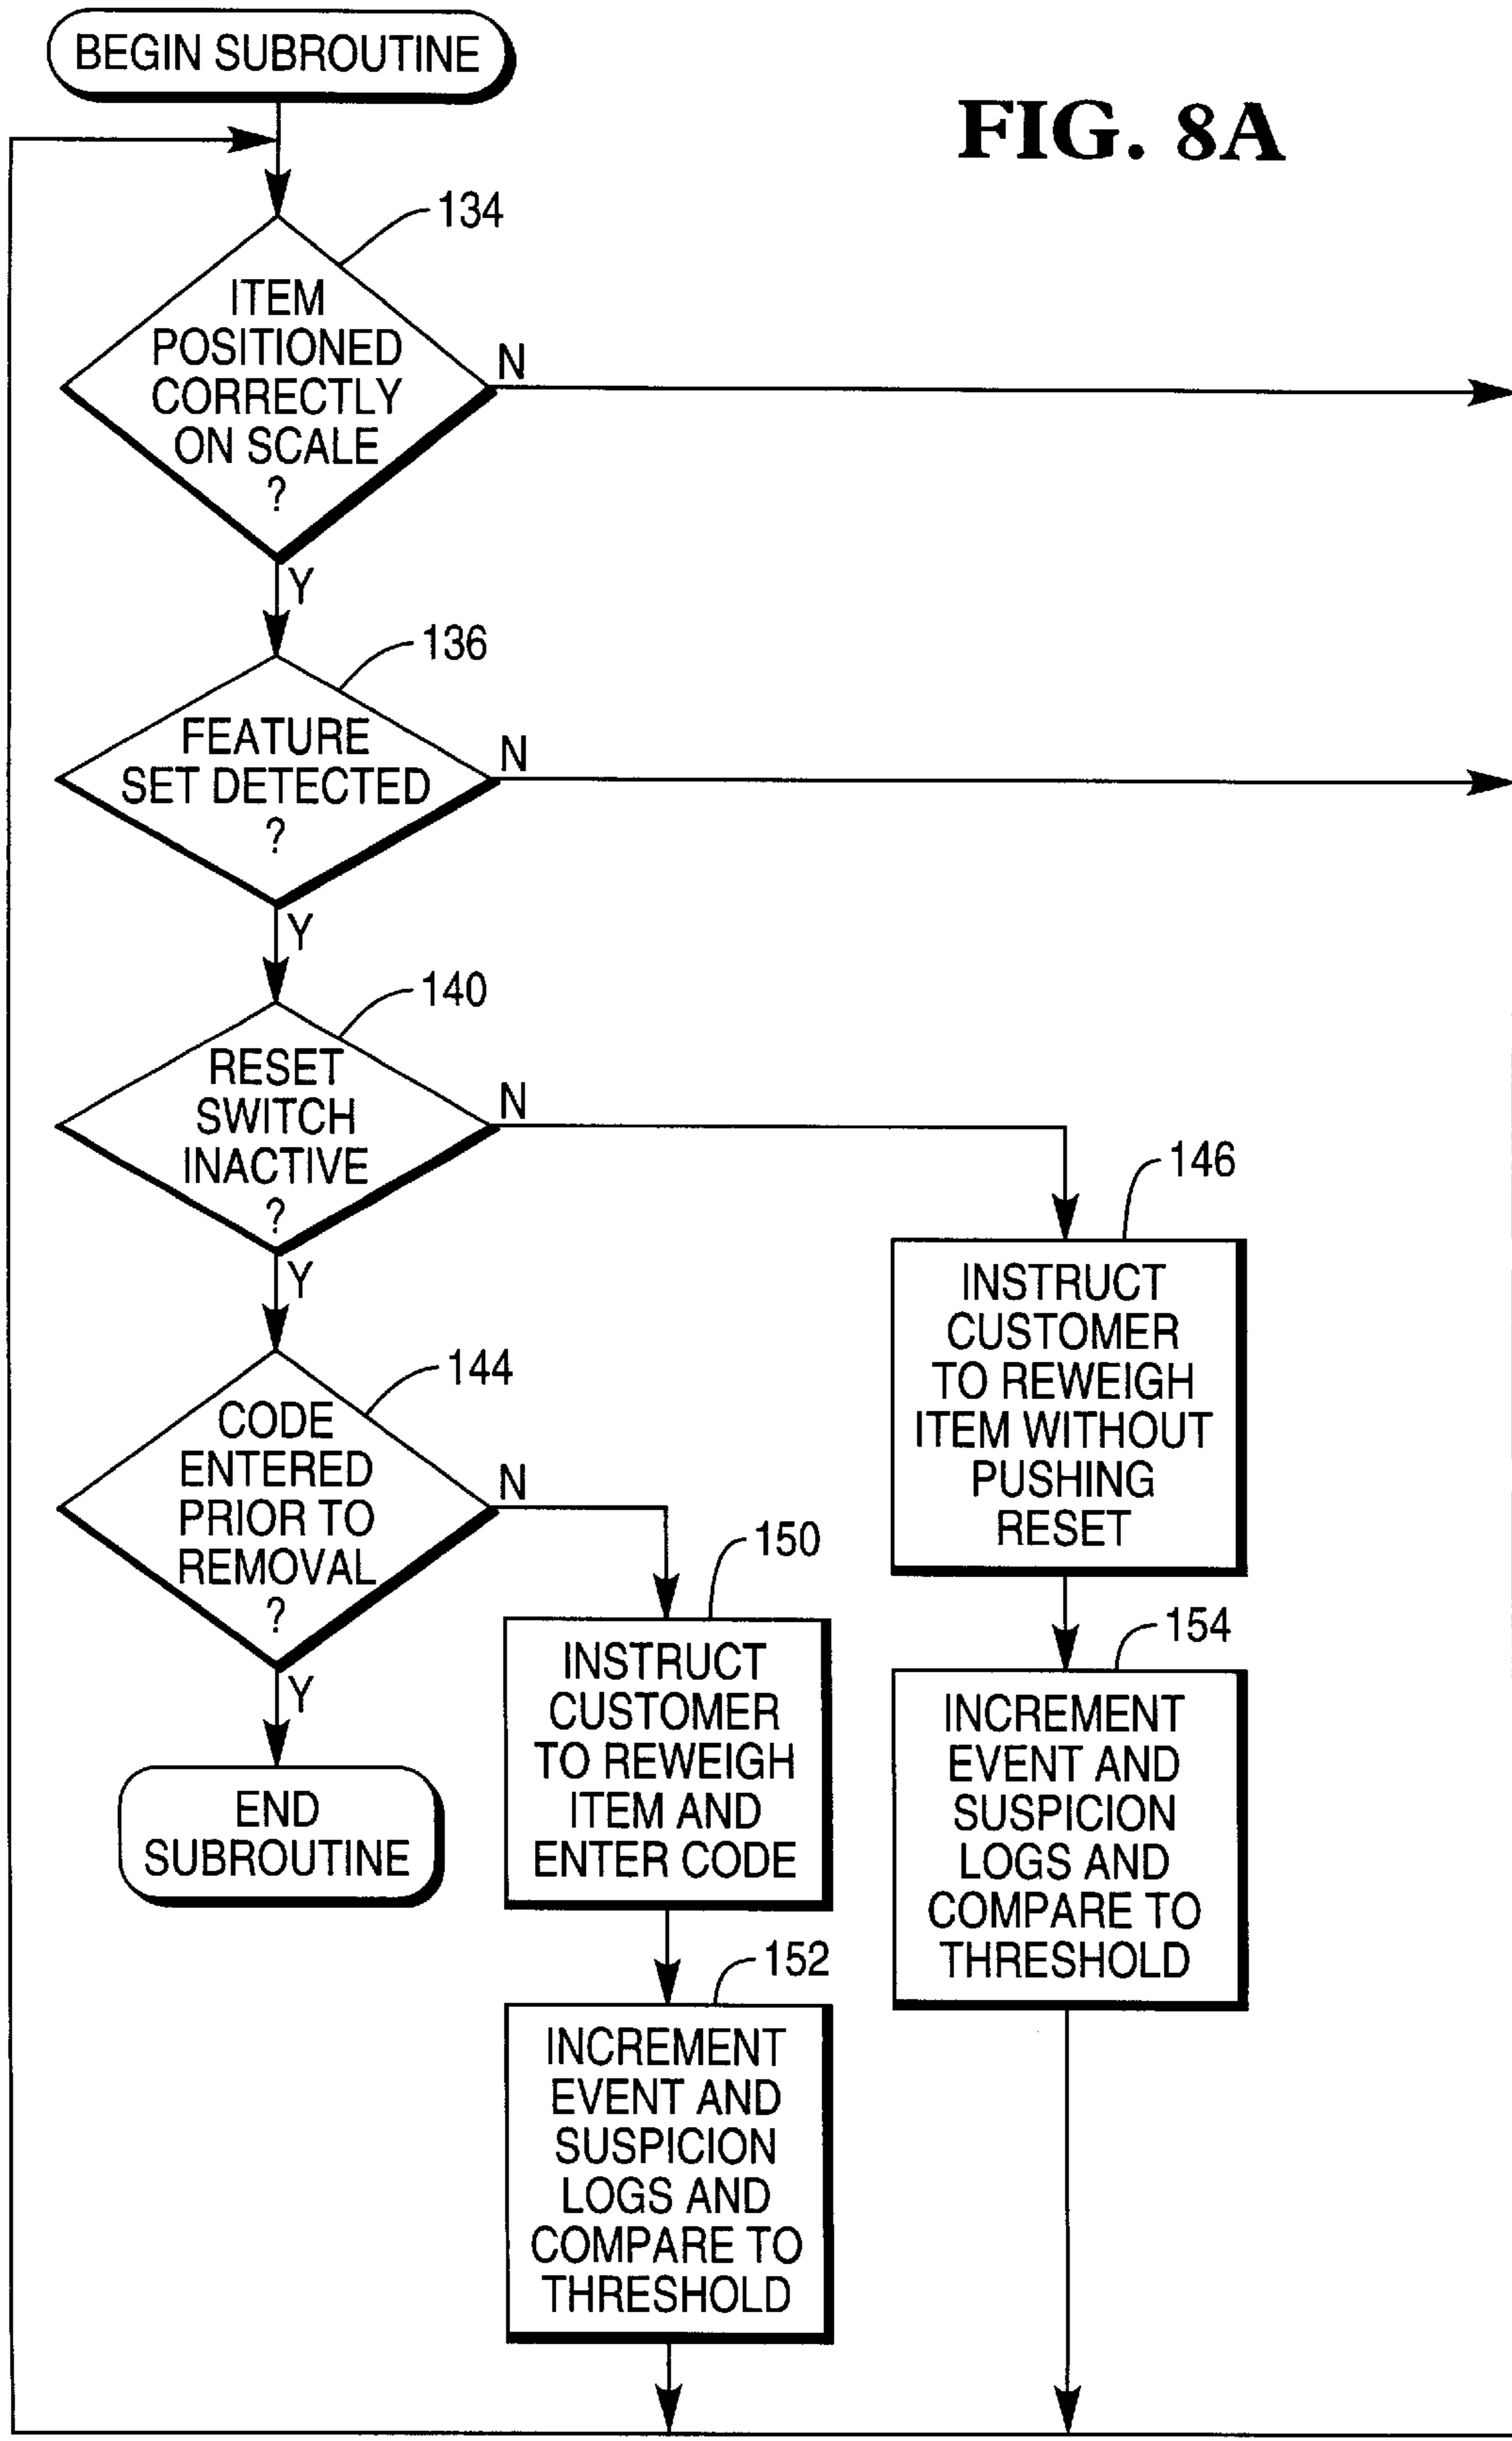 BEGIN SUBROUTINE
FIG. 8A
134
ITEM
POSITIONED
CORRECTLY
ON SCALE
?
N
Y
136
FEATURE
SET DETECTED
?
N
Y
140
RESET
SWITCH
INACTIVE
?
N
Y
146
INSTRUCT
CUSTOMER
TO REWEIGH
ITEM WITHOUT
PUSHING
RESET
144
CODE
ENTERED
PRIOR TO
REMOVAL
?
N
Y
150
INSTRUCT
CUSTOMER
TO REWEIGH
ITEM AND
ENTER CODE
154
INCREMENT
EVENT AND
SUSPICION
LOGS AND
COMPARE TO
THRESHOLD
END
SUBROUTINE
152
INCREMENT
EVENT AND
SUSPICION
LOGS AND
COMPARE TO
THRESHOLD